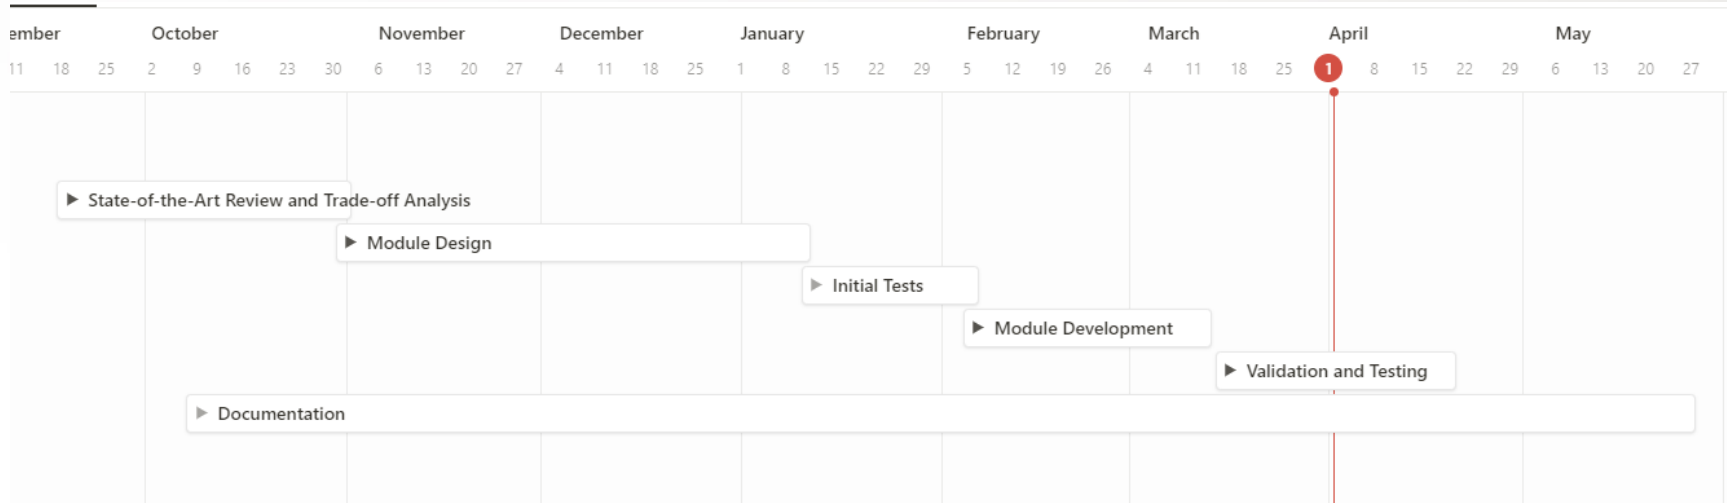 ember October November December January February March April May
11 18 25 2 9 16 23 30 6 13 20 27 4 11 18 25 1 8 15 22 29 5 12 19 26 4 11 18 25 1 8 15 22 29 6 13 20 27
State-of-the-Art Review and Trade-off Analysis
Module Design
Initial Tests
Module Development
Validation and Testing
Documentation